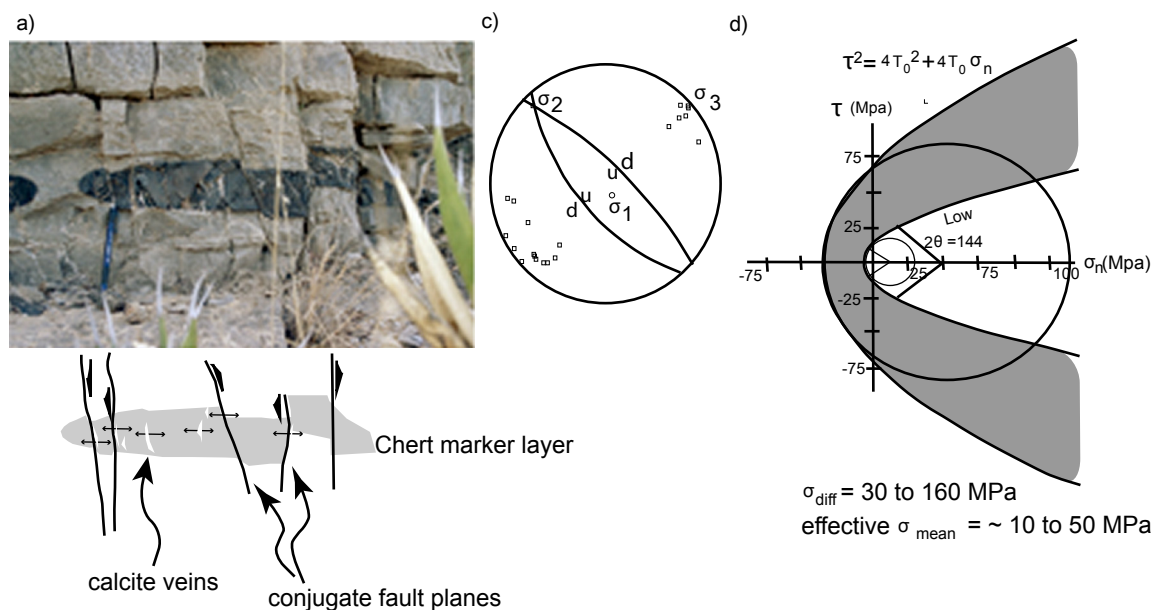 a)
Chert marker layer
calcite veins
conjugate fault planes
c)
σ2
σ3
d
u
u
d
σ1
d)
τ²= 4T₀²+4T₀ σn
τ (Mpa)
75
25
Low
2θ =144
-75
25
75
100
σn(Mpa)
-25
-75
σdiff = 30 to 160 MPa
effective σ mean = ~ 10 to 50 MPa